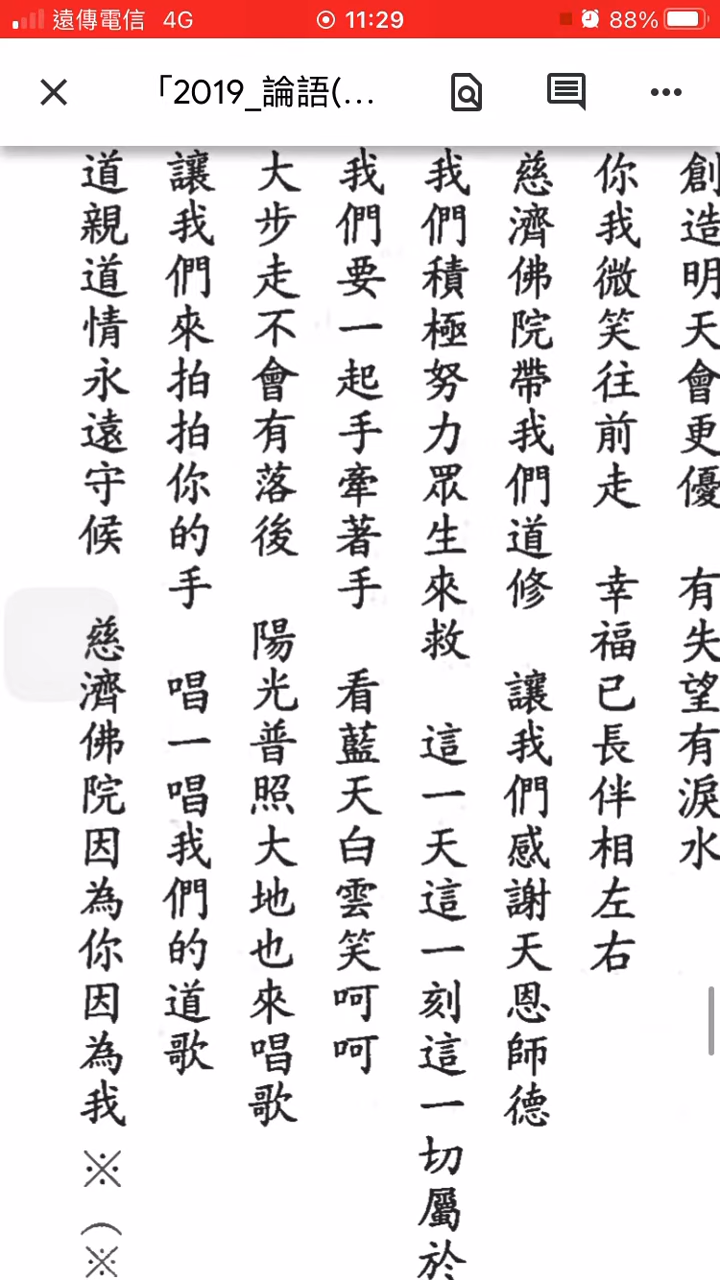 遠傳電信 4G 11:29 88%
「2019_論語(...
創造明天會更優 有失望有淚水
你我微笑往前走 幸福已長伴相左右
慈濟佛院帶我們道修 讓我們感謝天恩師德
我們積極努力眾生來救 這一天這一刻這一切屬於
我們要一起手牽著手 看藍天白雲笑呵呵
大步走不會有落後 陽光普照大地也來唱歌
讓我們來拍拍你的手 唱一唱我們的道歌
道親道情永遠守候 慈濟佛院因為你因為我※(※